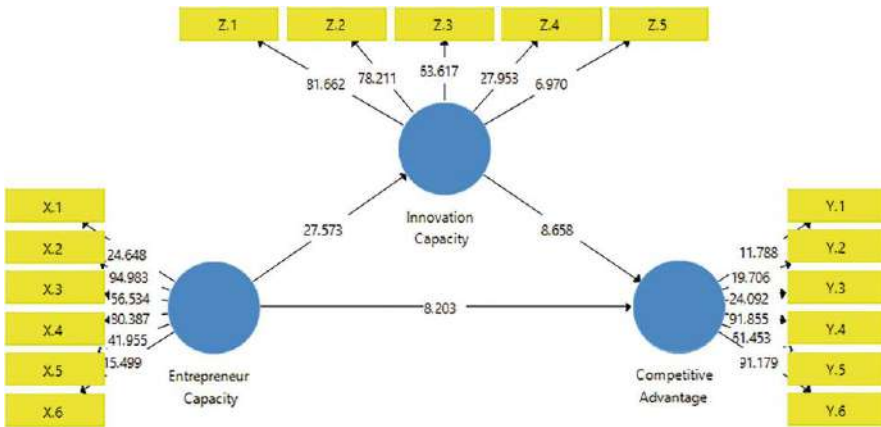 Z.1
Z.2
Z.3
Z.4
Z.5
81.662
78.211
53.617
27.953
6.970
Innovation
Capacity
27.573
8.658
8.203
X.1
X.2
X.3
X.4
X.5
X.6
24.648
94.983
56.534
80.387
41.955
15.499
Entrepreneur
Capacity
Y.1
Y.2
Y.3
Y.4
Y.5
Y.6
11.788
19.706
24.092
91.855
51.453
91.179
Competitive
Advantage